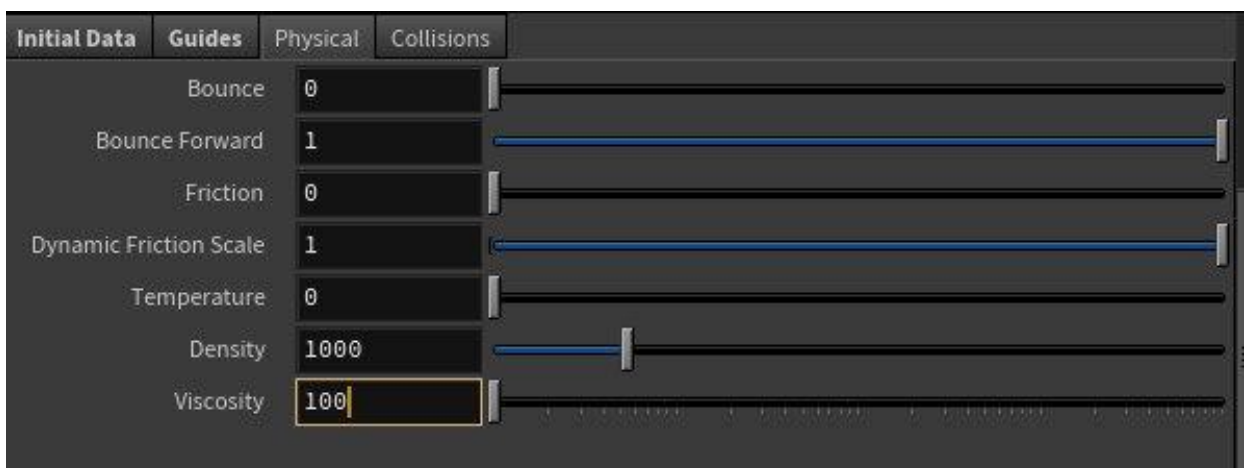 Initial Data Guides Physical Collisions
Bounce 0
Bounce Forward 1
Friction 0
Dynamic Friction Scale 1
Temperature 0
Density 1000
Viscosity 100